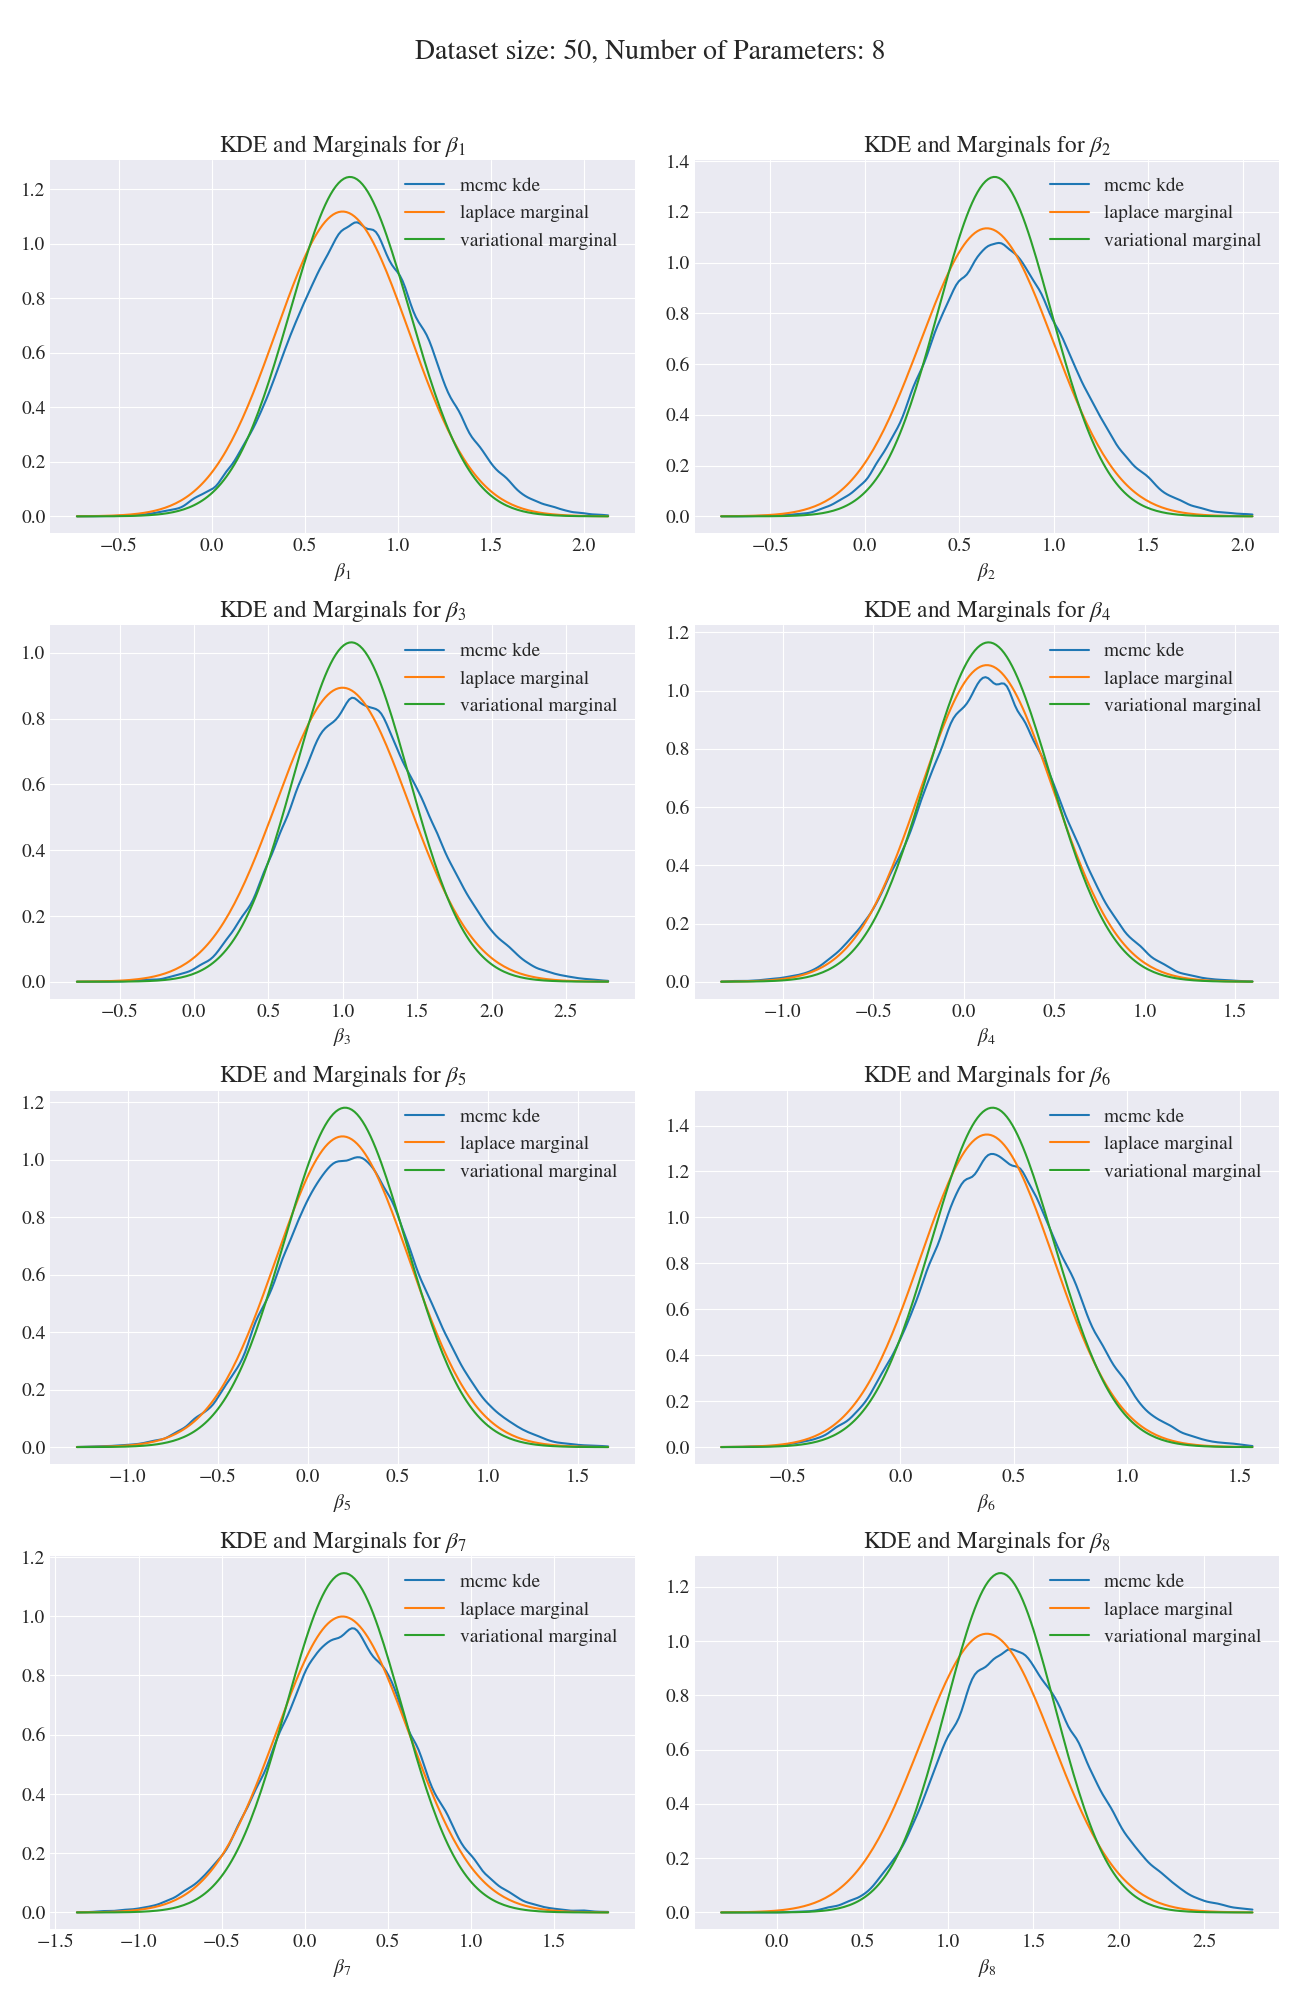 Dataset size: 50, Number of Parameters: 8
KDE and Marginals for β1
mcmc kde
laplace marginal
variational marginal
1.2
1.0
0.8
0.6
0.4
0.2
0.0
−0.5 0.0 0.5 1.0 1.5 2.0
β1
KDE and Marginals for β2
mcmc kde
laplace marginal
variational marginal
1.4
1.2
1.0
0.8
0.6
0.4
0.2
0.0
−0.5 0.0 0.5 1.0 1.5 2.0
β2
KDE and Marginals for β3
mcmc kde
laplace marginal
variational marginal
1.0
0.8
0.6
0.4
0.2
0.0
−0.5 0.0 0.5 1.0 1.5 2.0 2.5
β3
KDE and Marginals for β4
mcmc kde
laplace marginal
variational marginal
1.2
1.0
0.8
0.6
0.4
0.2
0.0
−1.0 −0.5 0.0 0.5 1.0 1.5
β4
KDE and Marginals for β5
mcmc kde
laplace marginal
variational marginal
1.2
1.0
0.8
0.6
0.4
0.2
0.0
−1.0 −0.5 0.0 0.5 1.0 1.5
β5
KDE and Marginals for β6
mcmc kde
laplace marginal
variational marginal
1.4
1.2
1.0
0.8
0.6
0.4
0.2
0.0
−0.5 0.0 0.5 1.0 1.5
β6
KDE and Marginals for β7
mcmc kde
laplace marginal
variational marginal
1.2
1.0
0.8
0.6
0.4
0.2
0.0
−1.5 −1.0 −0.5 0.0 0.5 1.0 1.5
β7
KDE and Marginals for β8
mcmc kde
laplace marginal
variational marginal
1.2
1.0
0.8
0.6
0.4
0.2
0.0
0.0 0.5 1.0 1.5 2.0 2.5
β8